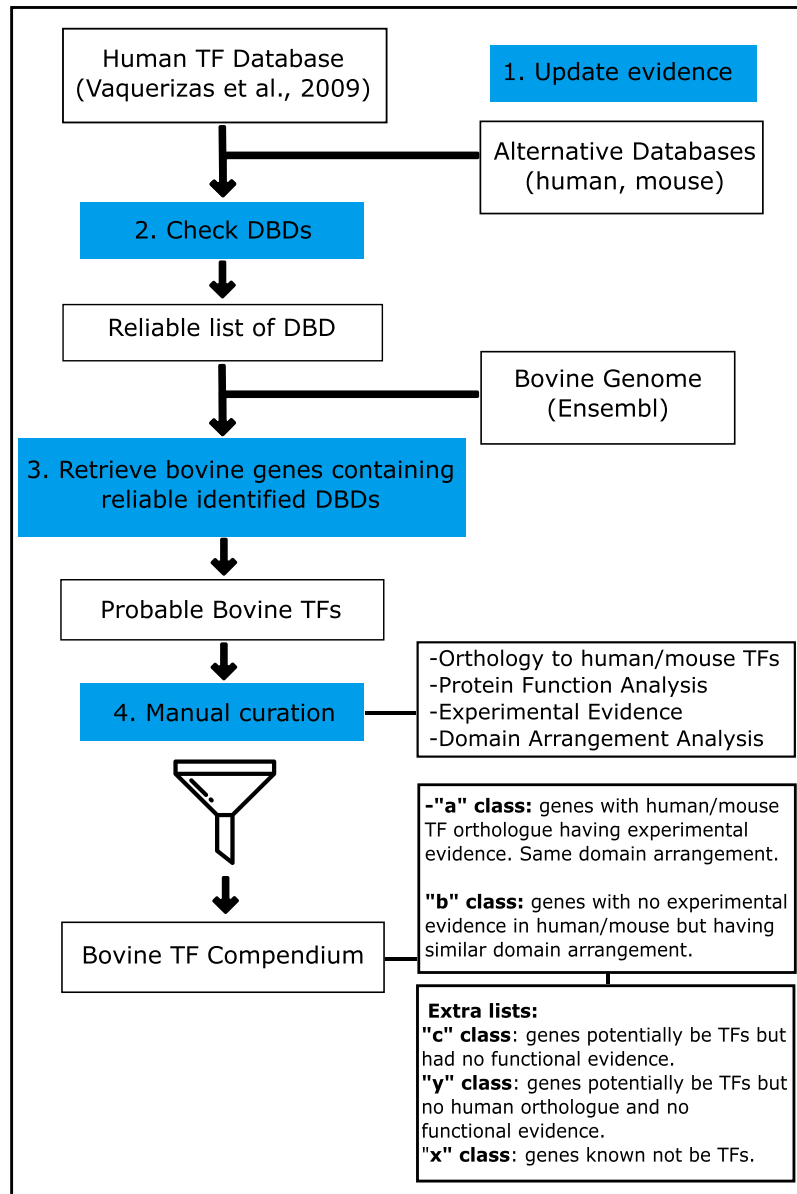 Human TF Database
(Vaquerizas et al., 2009)
1. Update evidence
Alternative Databases
(human, mouse)
2. Check DBDs
Reliable list of DBD
Bovine Genome
(Ensembl)
3. Retrieve bovine genes containing
reliable identified DBDs
Probable Bovine TFs
4. Manual curation
-Orthology to human/mouse TFs
-Protein Function Analysis
-Experimental Evidence
-Domain Arrangement Analysis
-"a" class: genes with human/mouse
TF orthologue having experimental
evidence. Same domain arrangement.
"b" class: genes with no experimental
evidence in human/mouse but having
similar domain arrangement.
Bovine TF Compendium
Extra lists:
"c" class: genes potentially be TFs but
had no functional evidence.
"y" class: genes potentially be TFs but
no human orthologue and no
functional evidence.
"x" class: genes known not be TFs.